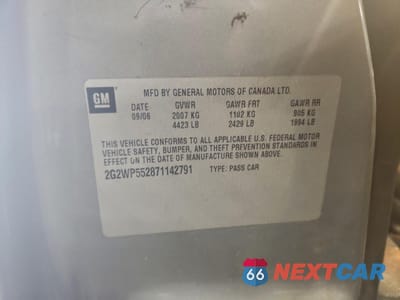 GM
MFD BY GENERAL MOTORS OF CANADA LTD.
DATE GVWR GAWR FRT GAWR RR
09/06 2007 KG 1102 KG 905 KG
4423 LB 2429 LB 1994 LB
THIS VEHICLE CONFORMS TO ALL APPLICABLE U.S. FEDERAL MOTOR
VEHICLE SAFETY, BUMPER, AND THEFT PREVENTION STANDARDS IN
EFFECT ON THE DATE OF MANUFACTURE SHOWN ABOVE.
2G2WP552871142791 TYPE: PASS CAR
66 NEXTCAR